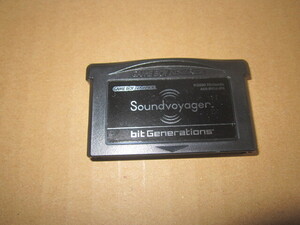 GAME BOY ADVANCE
Soundvoyager.
bit Generations